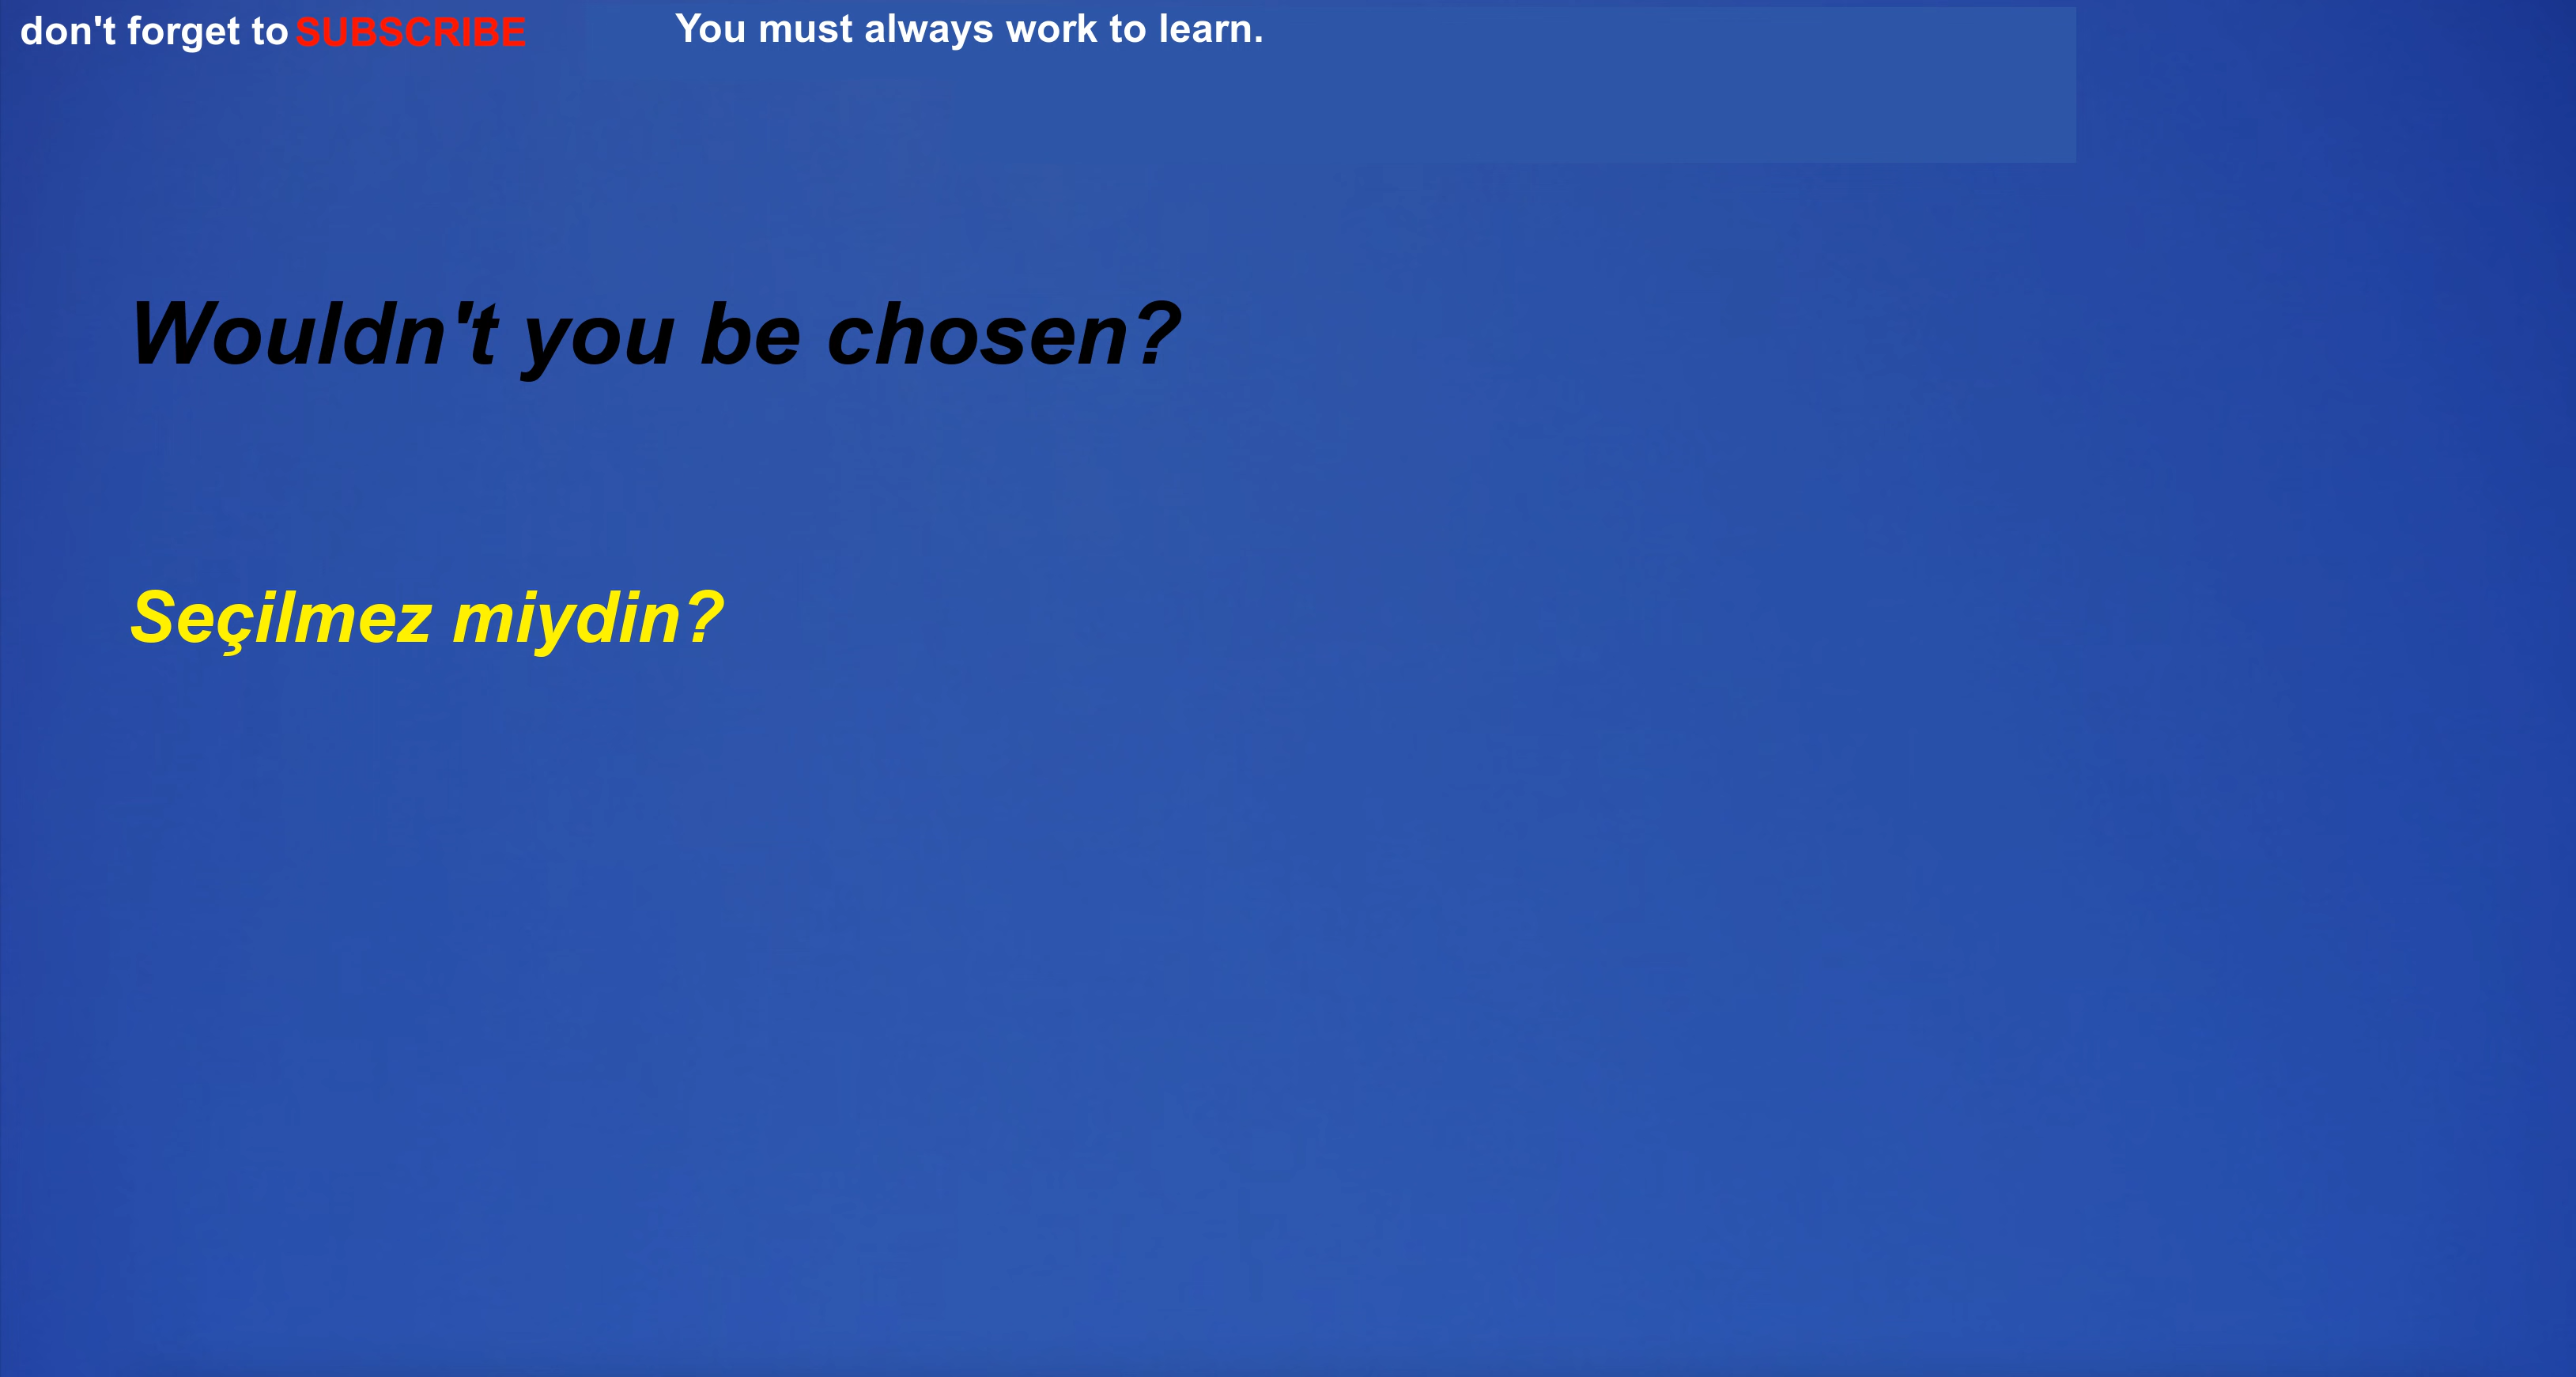 don't forget to SUBSCRIBE You must always work to learn.
Wouldn't you be chosen?
Seçilmez miydin?